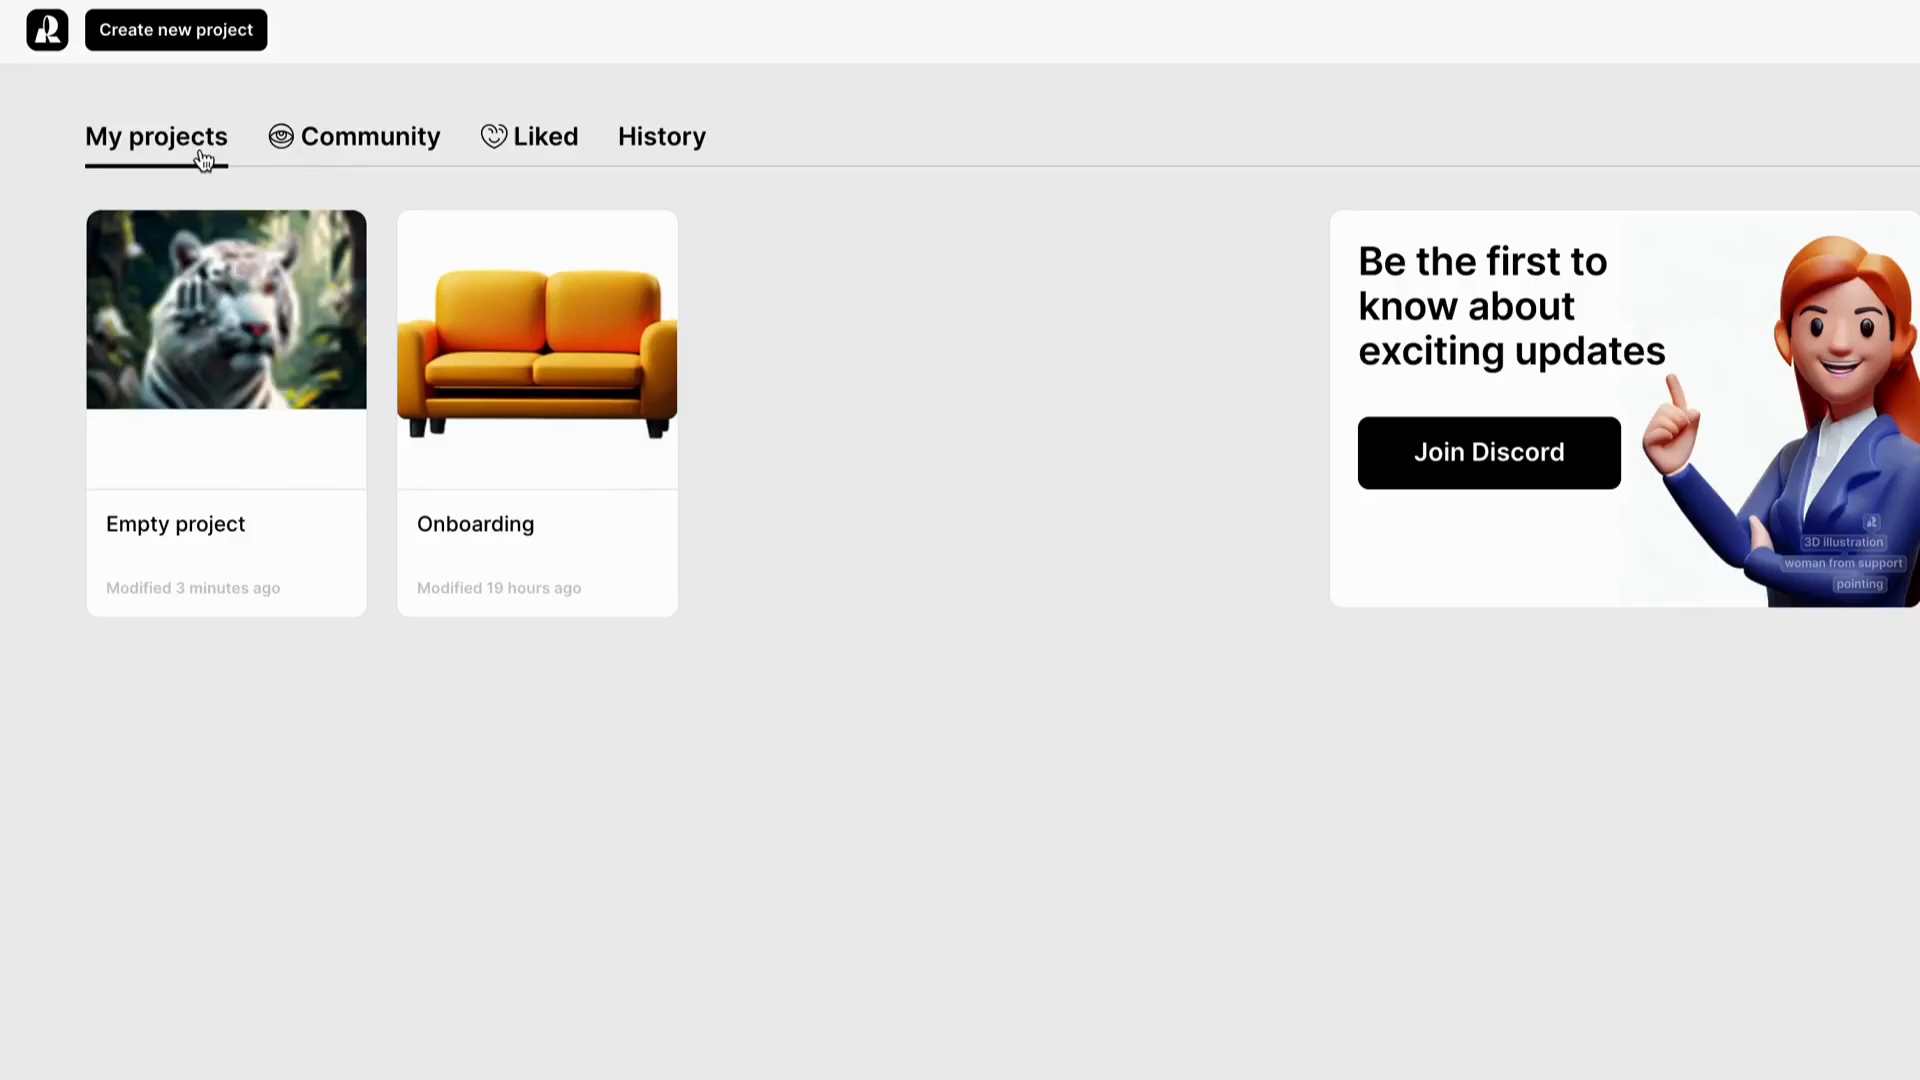 Create new project
My projects
Community
Liked
History
Be the first to
know about
exciting updates
Join Discord
3D illustration
woman from support
pointing
Empty project
Modified 3 minutes ago
Onboarding
Modified 19 hours ago